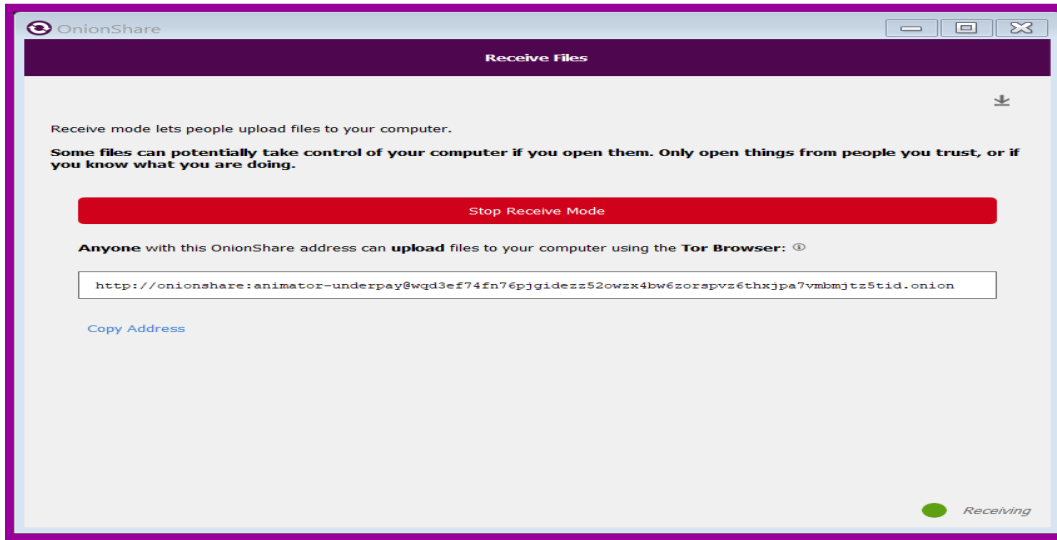 OnionShare
Receive Files
Receive mode lets people upload files to your computer.
Some files can potentially take control of your computer if you open them. Only open things from people you trust, or if
you know what you are doing.
Stop Receive Mode
Anyone with this OnionShare address can upload files to your computer using the Tor Browser:
http://onionshare:animator-underpay@wqd3ef74fn76pjgidezz52owzx4bw6zorspvz6thxjpa7vmbmjtz5tid.onion
Copy Address
Receiving